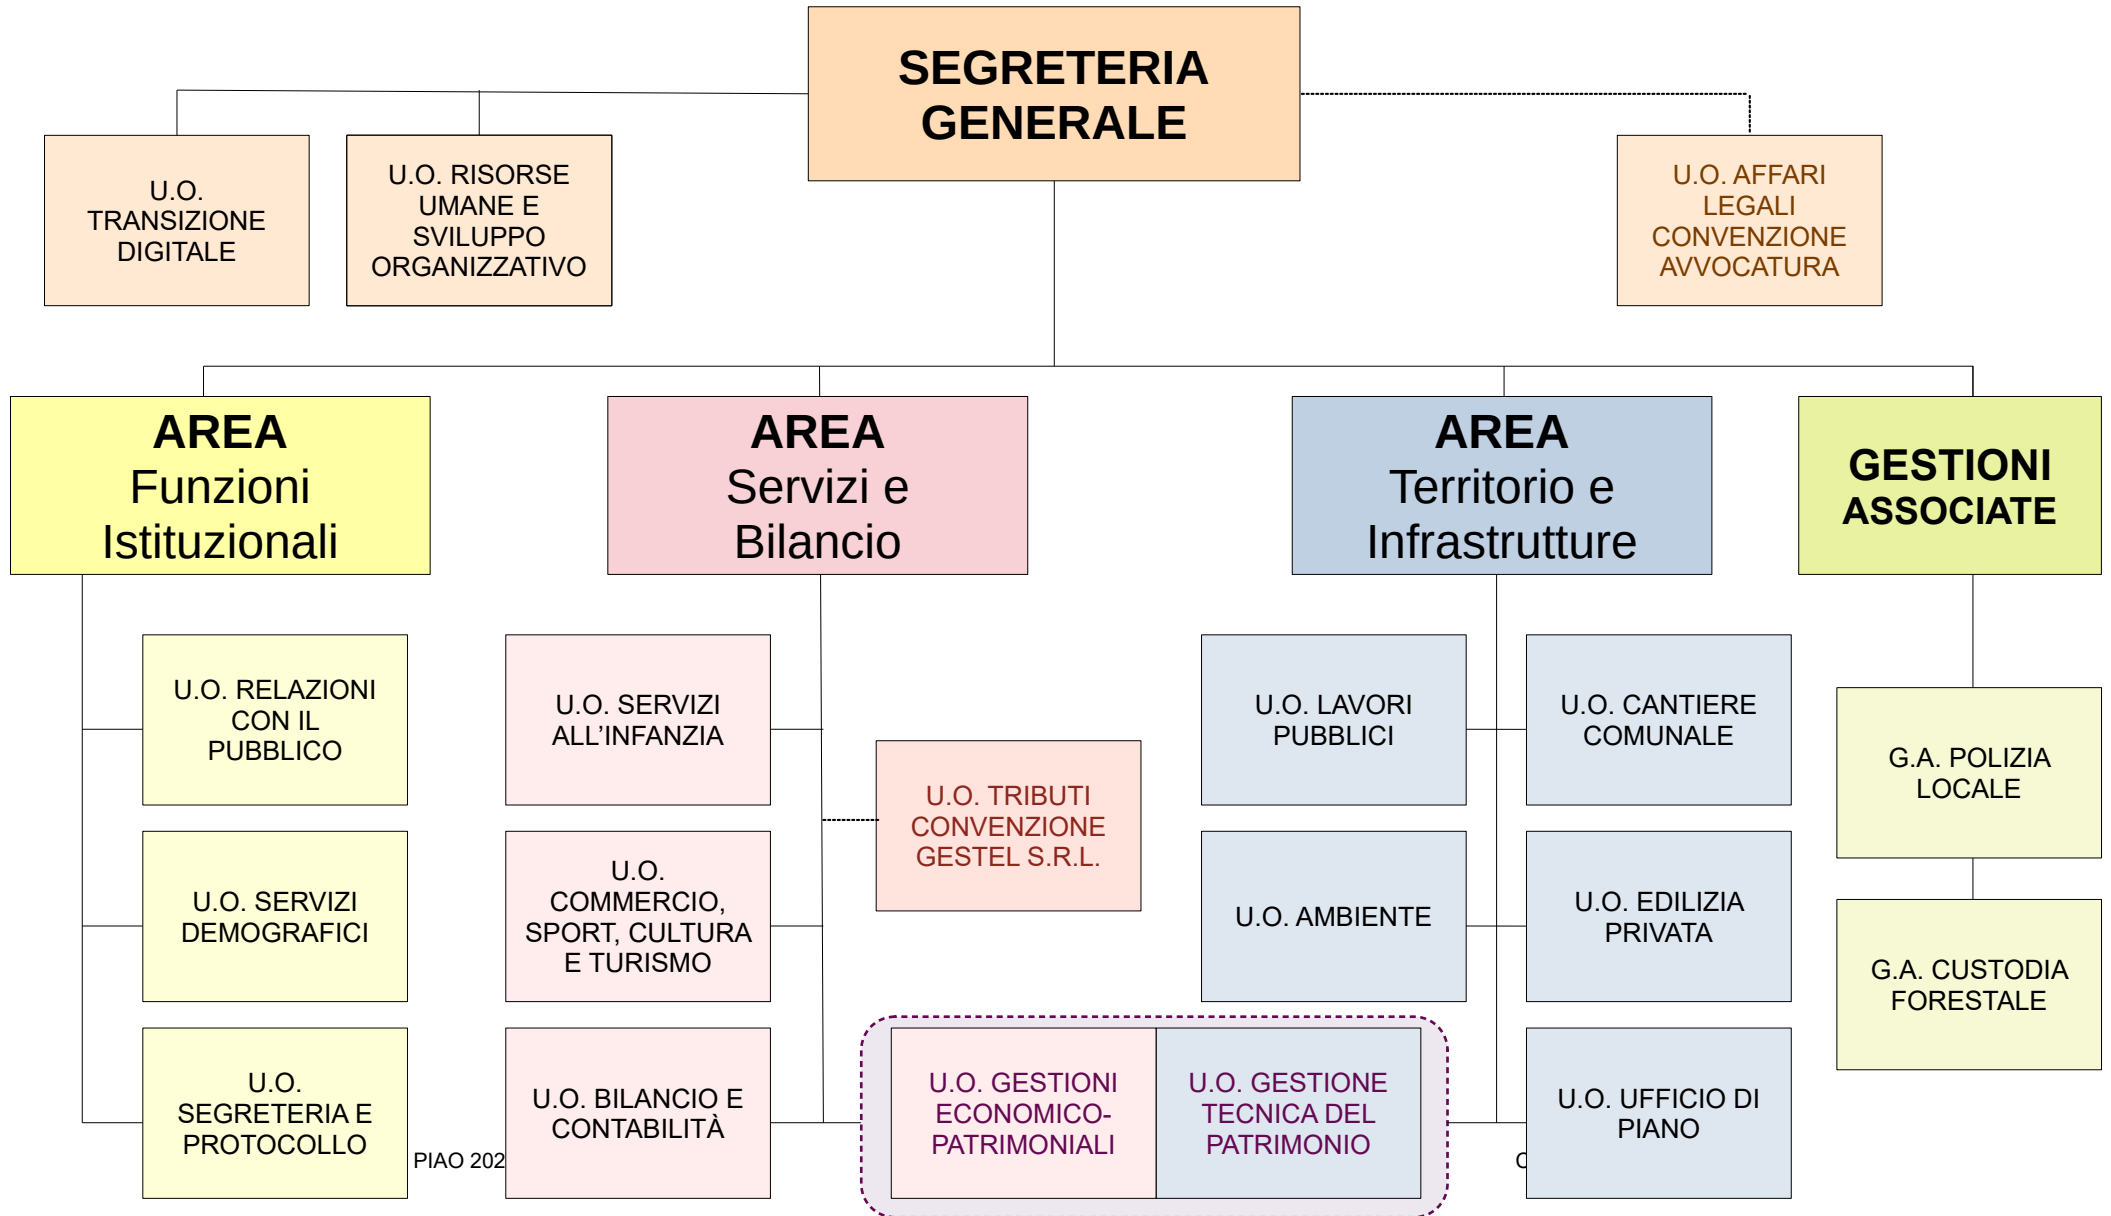 SEGRETERIA
GENERALE
U.O.
TRANSIZIONE
DIGITALE
U.O. RISORSE
UMANE E
SVILUPPO
ORGANIZZATIVO
U.O. AFFARI
LEGALI
CONVENZIONE
AVVOCATURA
AREA
Funzioni
Istituzionali
AREA
Servizi e
Bilancio
AREA
Territorio e
Infrastrutture
GESTIONI
ASSOCIATE
U.O. RELAZIONI
CON IL
PUBBLICO
U.O. SERVIZI
ALL’INFANZIA
U.O. TRIBUTI
CONVENZIONE
GESTEL S.R.L.
U.O. LAVORI
PUBBLICI
U.O. CANTIERE
COMUNALE
G.A. POLIZIA
LOCALE
U.O. SERVIZI
DEMOGRAFICI
U.O.
COMMERCIO,
SPORT, CULTURA
E TURISMO
U.O. AMBIENTE
U.O. EDILIZIA
PRIVATA
G.A. CUSTODIA
FORESTALE
U.O.
SEGRETERIA E
PROTOCOLLO
PIAO 202
U.O. BILANCIO E
CONTABILITÀ
U.O. GESTIONI
ECONOMICO-
PATRIMONIALI
U.O. GESTIONE
TECNICA DEL
PATRIMONIO
U.O. UFFICIO DI
PIANO